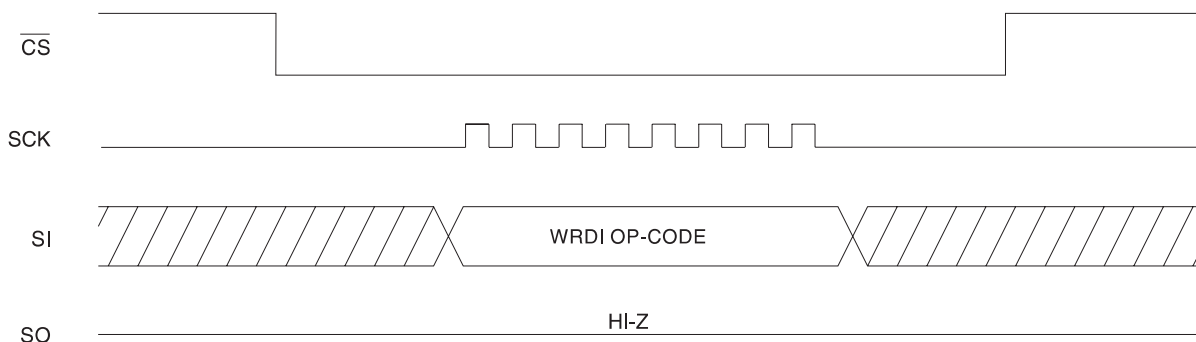 CS
SCK
SI
WRDI OP-CODE
HI-Z
SO